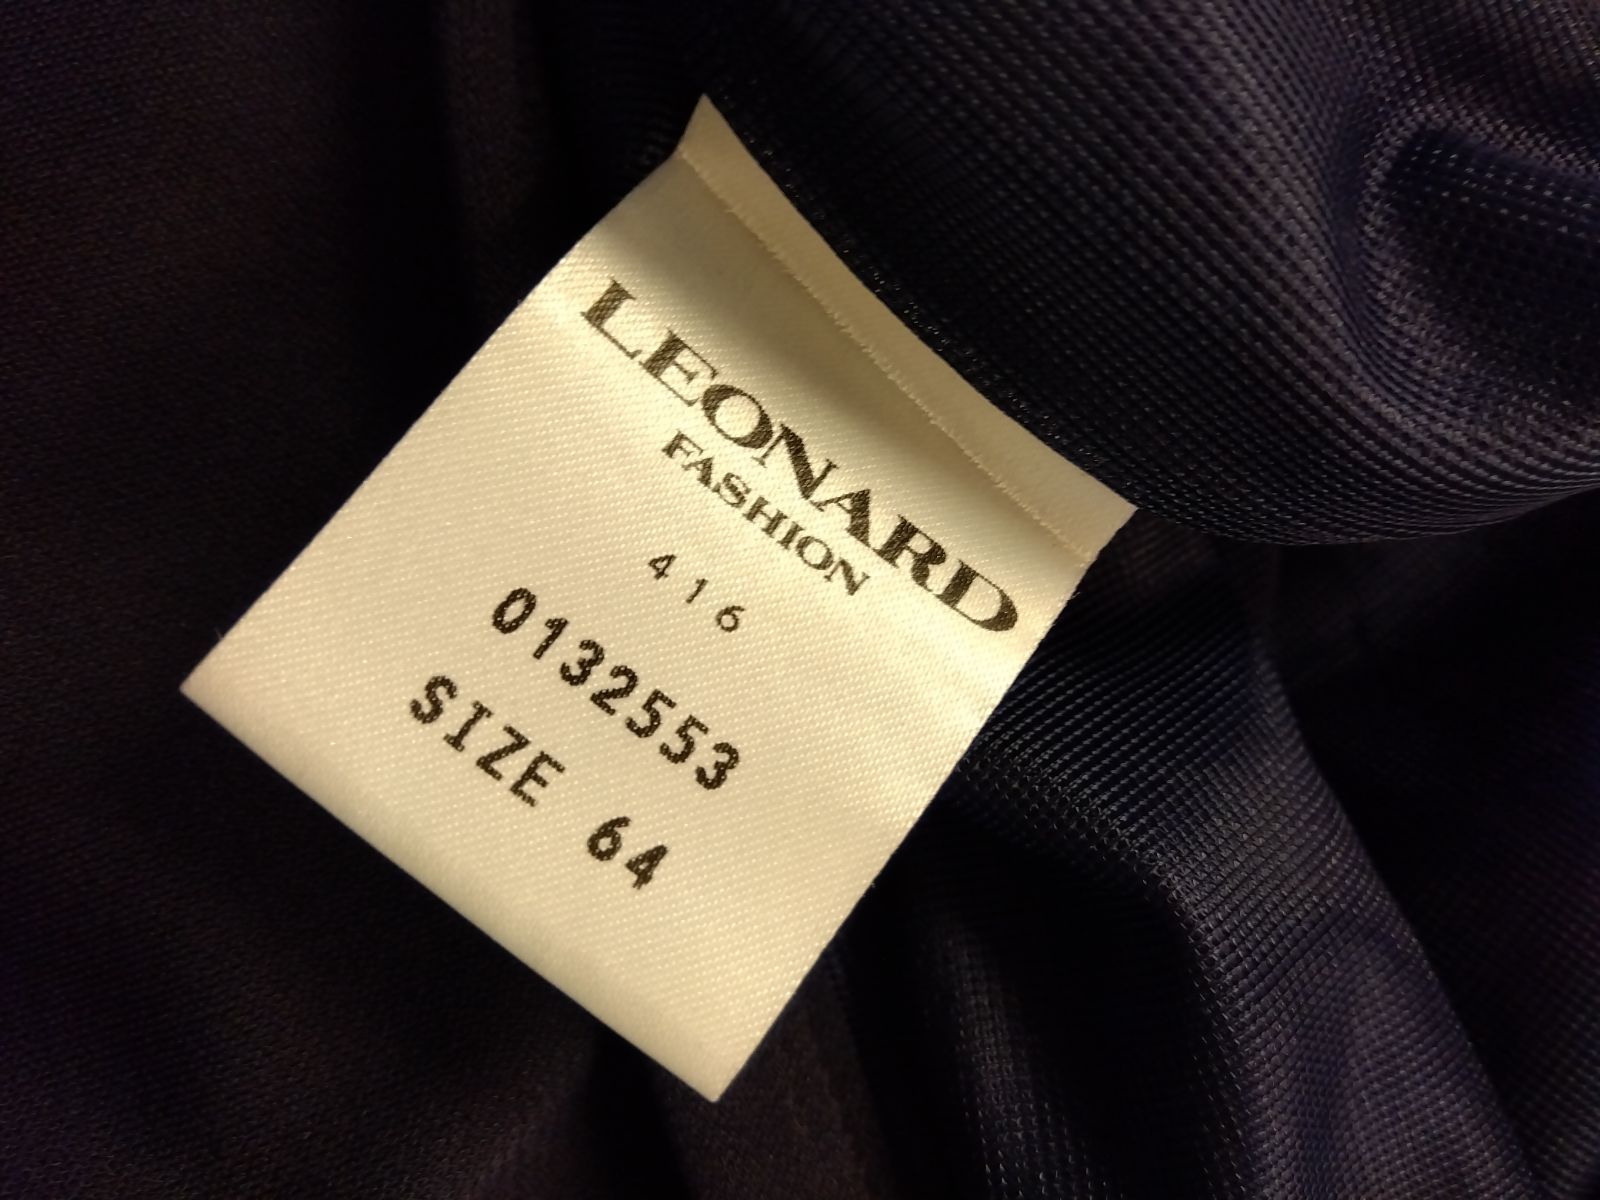 LEONARD
FASHION
416
0132553
SIZE 64